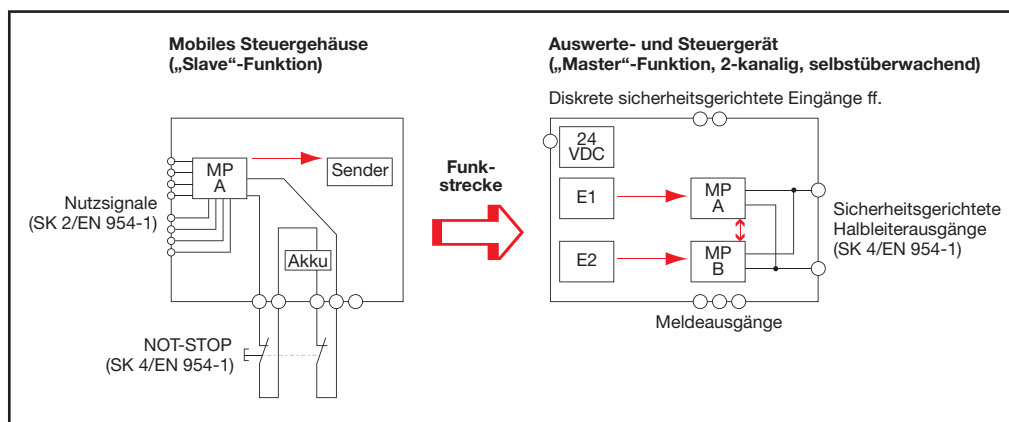 Mobiles Steuergehäuse
(„Slave“-Funktion)
Auswerte- und Steuergerät
(„Master“-Funktion, 2-kanalig, selbstüberwachend)
Diskrete sicherheitsgerichtete Eingänge ff.
MP
A
Sender
Nutzsignale
(SK 2/EN 954-1)
Akku
NOT-STOP
(SK 4/EN 954-1)
Funk-
strecke
24
VDC
E1
MP
A
E2
MP
B
Sicherheitsgerichtete
Halbleiterausgänge
(SK 4/EN 954-1)
Meldeausgänge